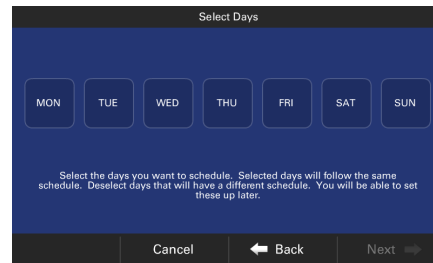 Select Days
MON TUE WED THU FRI SAT SUN
Select the days you want to schedule. Selected days will follow the same
schedule. Deselect days that will have a different schedule. You will be able to set
these up later.
Cancel Back Next